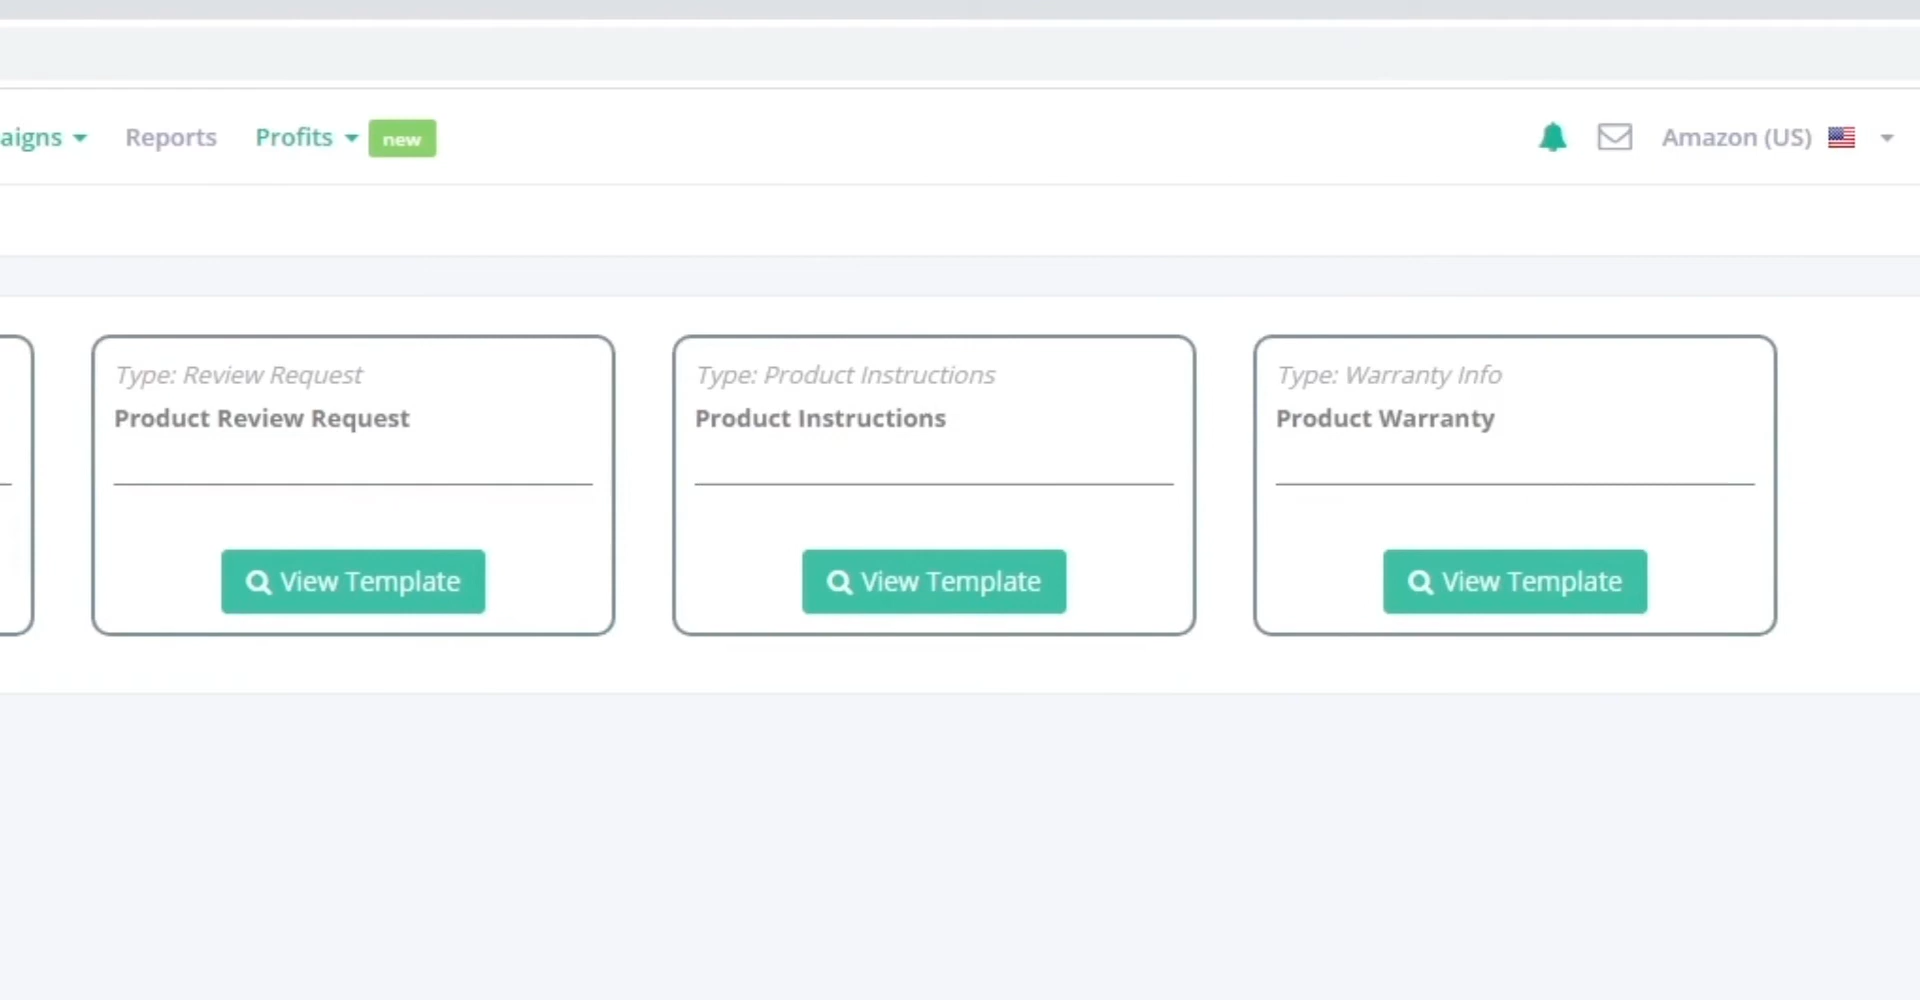 aigns Reports Profits new Amazon (US)
Type: Review Request
Product Review Request
View Template
Type: Product Instructions
Product Instructions
View Template
Type: Warranty Info
Product Warranty
View Template